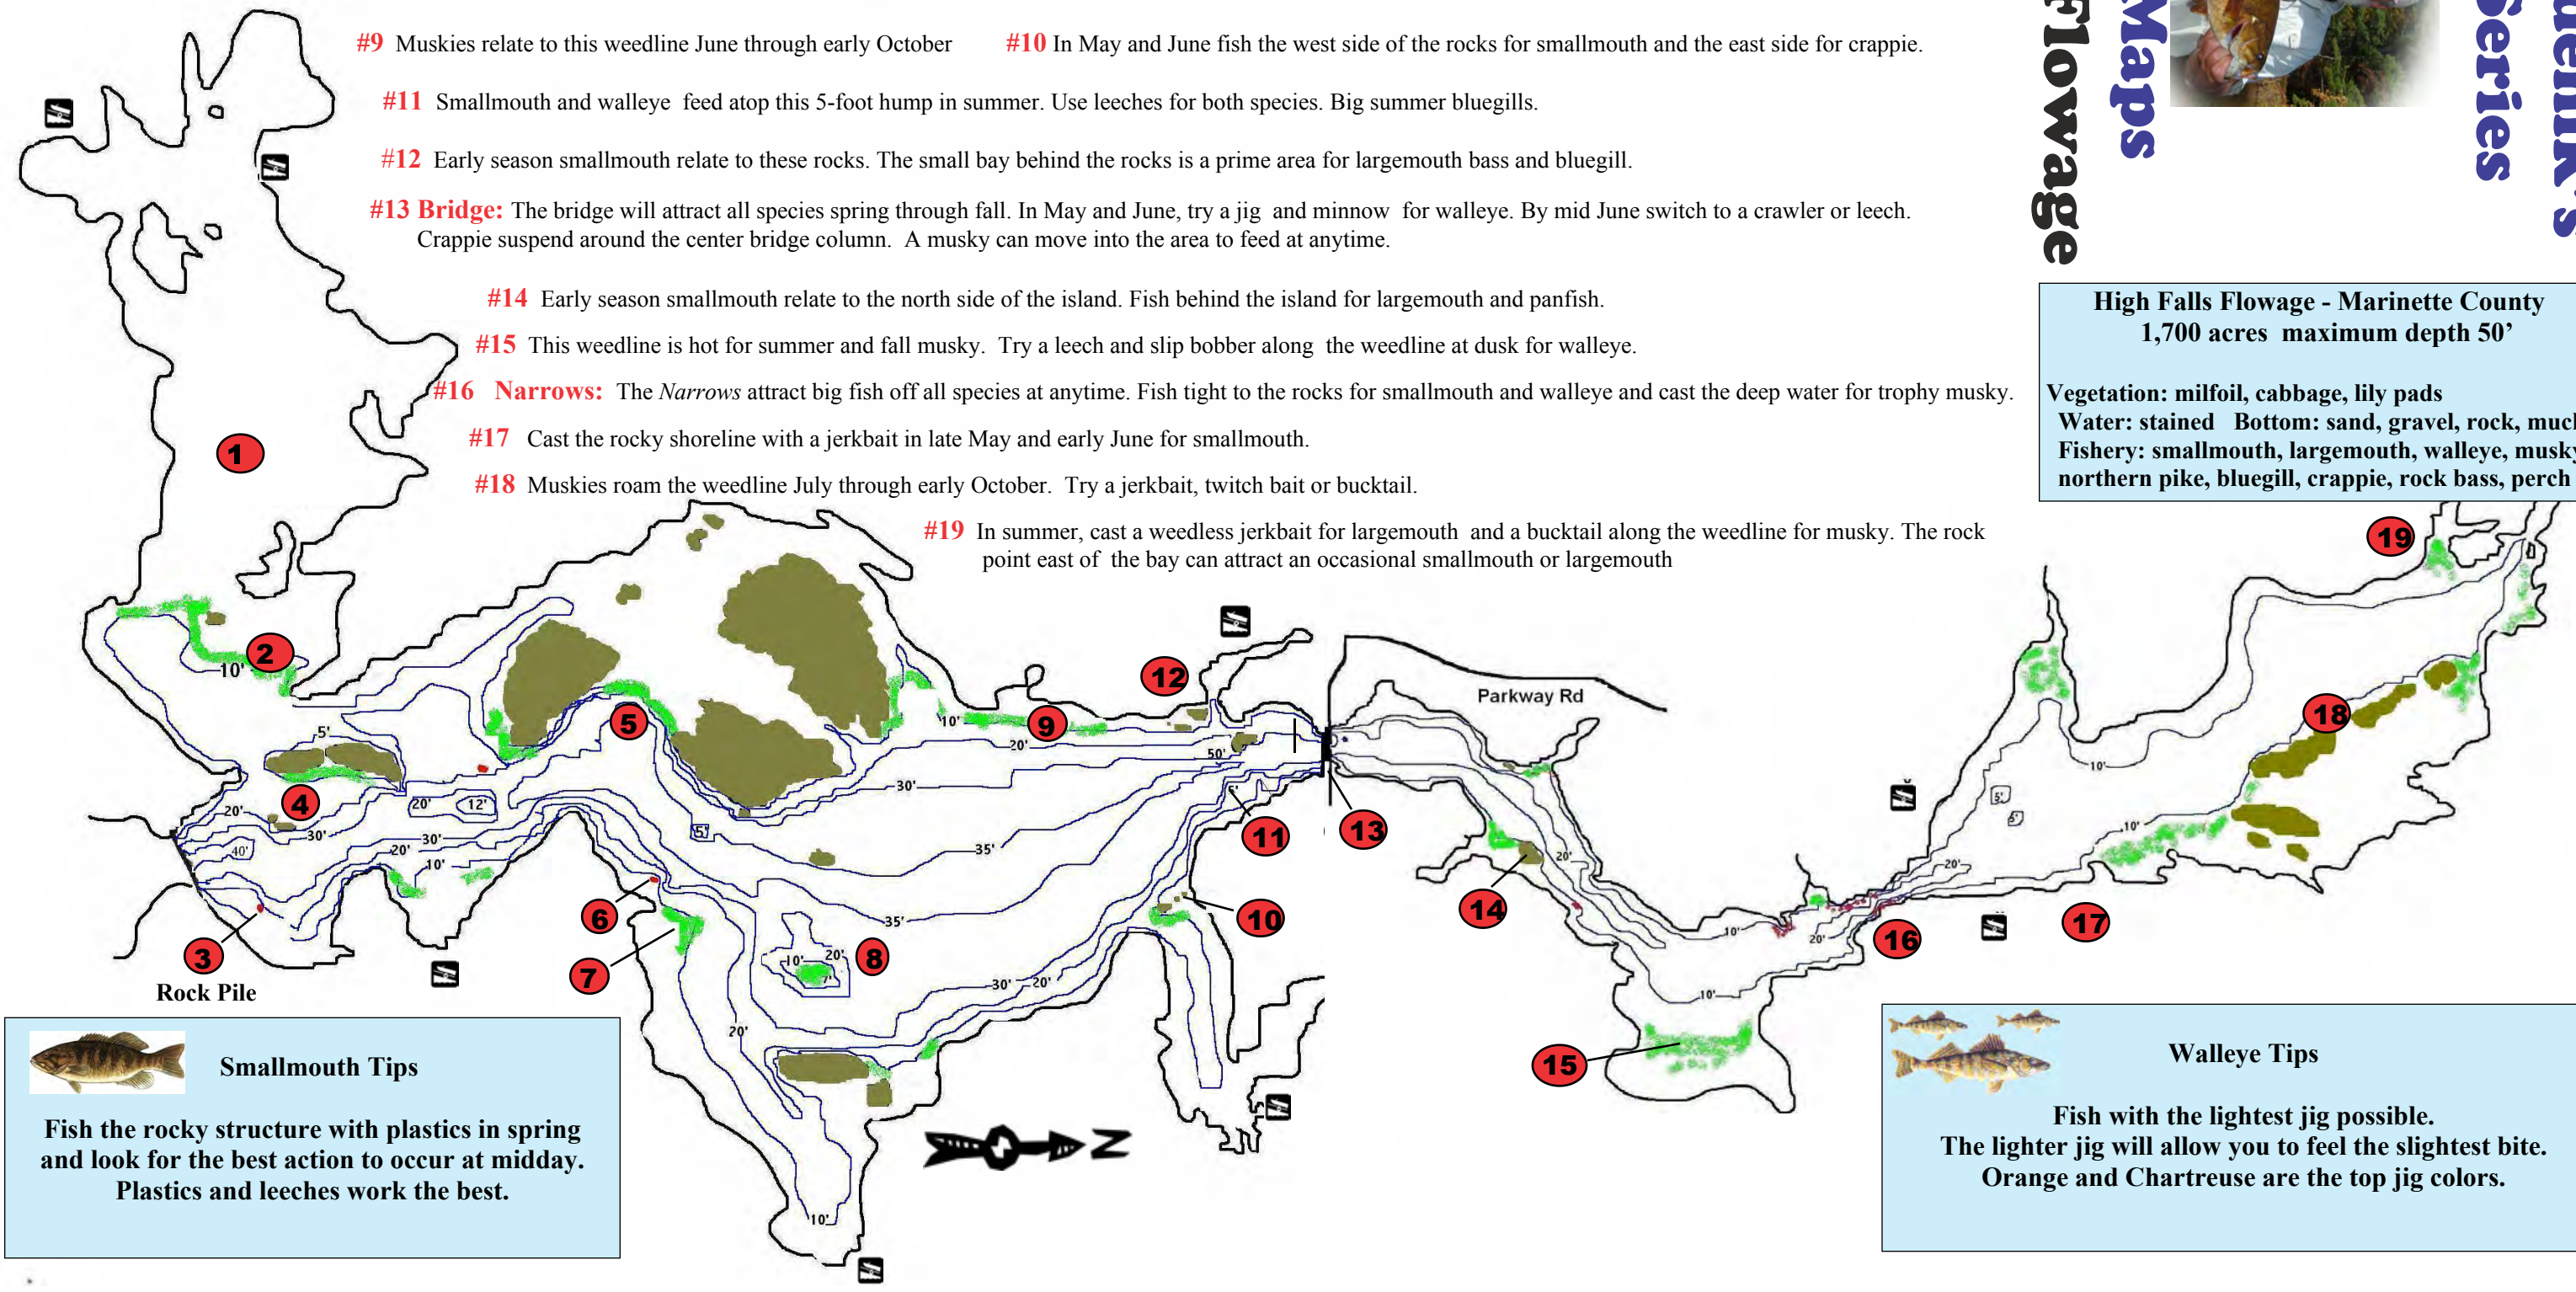 #9 Muskies relate to this weedline June through early October
#10 In May and June fish the west side of the rocks for smallmouth and the east side for crappie.
#11 Smallmouth and walleye feed atop this 5-foot hump in summer. Use leeches for both species. Big summer bluegills.
#12 Early season smallmouth relate to these rocks. The small bay behind the rocks is a prime area for largemouth bass and bluegill.
#13 Bridge: The bridge will attract all species spring through fall. In May and June, try a jig and minnow for walleye. By mid June switch to a crawler or leech.
Crappie suspend around the center bridge column. A musky can move into the area to feed at anytime.
#14 Early season smallmouth relate to the north side of the island. Fish behind the island for largemouth and panfish.
#15 This weedline is hot for summer and fall musky. Try a leech and slip bobber along the weedline at dusk for walleye.
#16 Narrows: The Narrows attract big fish off all species at anytime. Fish tight to the rocks for smallmouth and walleye and cast the deep water for trophy musky.
#17 Cast the rocky shoreline with a jerkbait in late May and early June for smallmouth.
#18 Muskies roam the weedline July through early October. Try a jerkbait, twitch bait or bucktail.
#19 In summer, cast a weedless jerkbait for largemouth and a bucktail along the weedline for musky. The rock
point east of the bay can attract an occasional smallmouth or largemouth
Flowage
Maps
Series
High Falls Flowage - Marinette County
1,700 acres maximum depth 50’
Vegetation: milfoil, cabbage, lily pads
Water: stained Bottom: sand, gravel, rock, muc
Fishery: smallmouth, largemouth, walleye, musky
northern pike, bluegill, crappie, rock bass, perch
1
2
10'
5'
4
20'
30'
40'
20'
12'
30'
20'
10'
3
Rock Pile
5
5'
6
7
8
10'
20'
7'
20'
10'
30'
35'
35'
30'
20'
10'
9
20'
12
50'
5'
11
10
13
N
Parkway Rd
14
20'
15
10'
10'
20'
16
20'
17
5'
5'
10'
10'
18
19
Smallmouth Tips
Fish the rocky structure with plastics in spring
and look for the best action to occur at midday.
Plastics and leeches work the best.
Walleye Tips
Fish with the lightest jig possible.
The lighter jig will allow you to feel the slightest bite.
Orange and Chartreuse are the top jig colors.